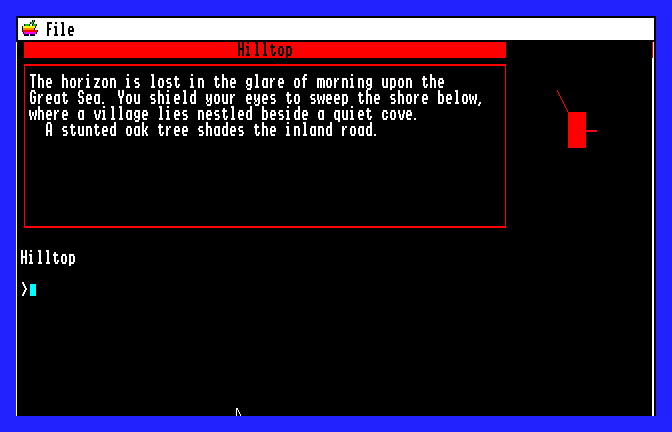 File
Hilltop
The horizon is lost in the glare of morning upon the
Great Sea. You shield your eyes to sweep the shore below,
where a village lies nestled beside a quiet cove.
A stunted oak tree shades the inland road.
Hilltop
>